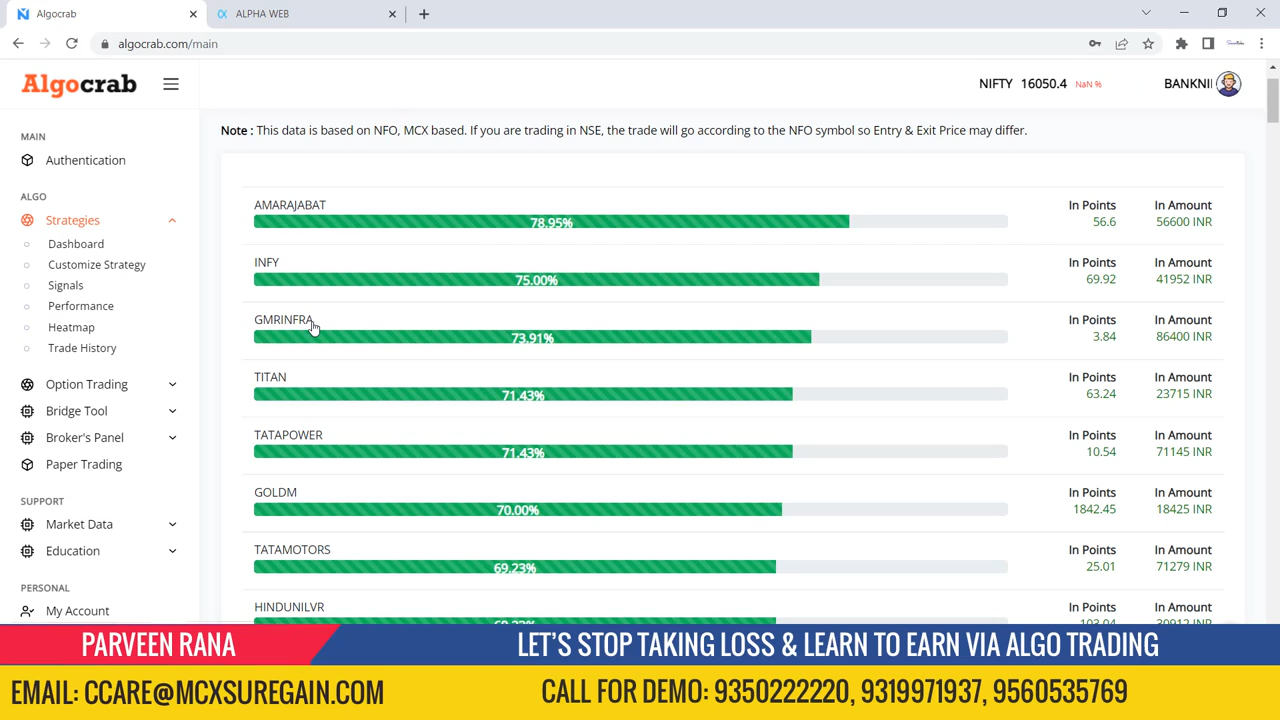 Algocrab
ALPHA WEB
algocrab.com/main
Algocrab
NIFTY 16050.4 NaN % BANKNI
Note : This data is based on NFO, MCX based. If you are trading in NSE, the trade will go according to the NFO symbol so Entry & Exit Price may differ.
MAIN
Authentication
ALGO
Strategies
Dashboard
Customize Strategy
Signals
Performance
Heatmap
Trade History
Option Trading
Bridge Tool
Broker's Panel
Paper Trading
SUPPORT
Market Data
Education
PERSONAL
My Account
AMARAJABAT In Points In Amount
78.95% 56.6 56600 INR
INFY In Points In Amount
75.00% 69.92 41952 INR
GMRINFRA In Points In Amount
73.91% 3.84 86400 INR
TITAN In Points In Amount
71.43% 63.24 23715 INR
TATAPOWER In Points In Amount
71.43% 10.54 71145 INR
GOLDM In Points In Amount
70.00% 1842.45 18425 INR
TATAMOTORS In Points In Amount
69.23% 25.01 71279 INR
HINDUNILVR In Points In Amount
PARVEEN RANA
LET'S STOP TAKING LOSS & LEARN TO EARN VIA ALGO TRADING
EMAIL: CCARE@MCXSUREGAIN.COM
CALL FOR DEMO: 9350222220, 9319971937, 9560535769